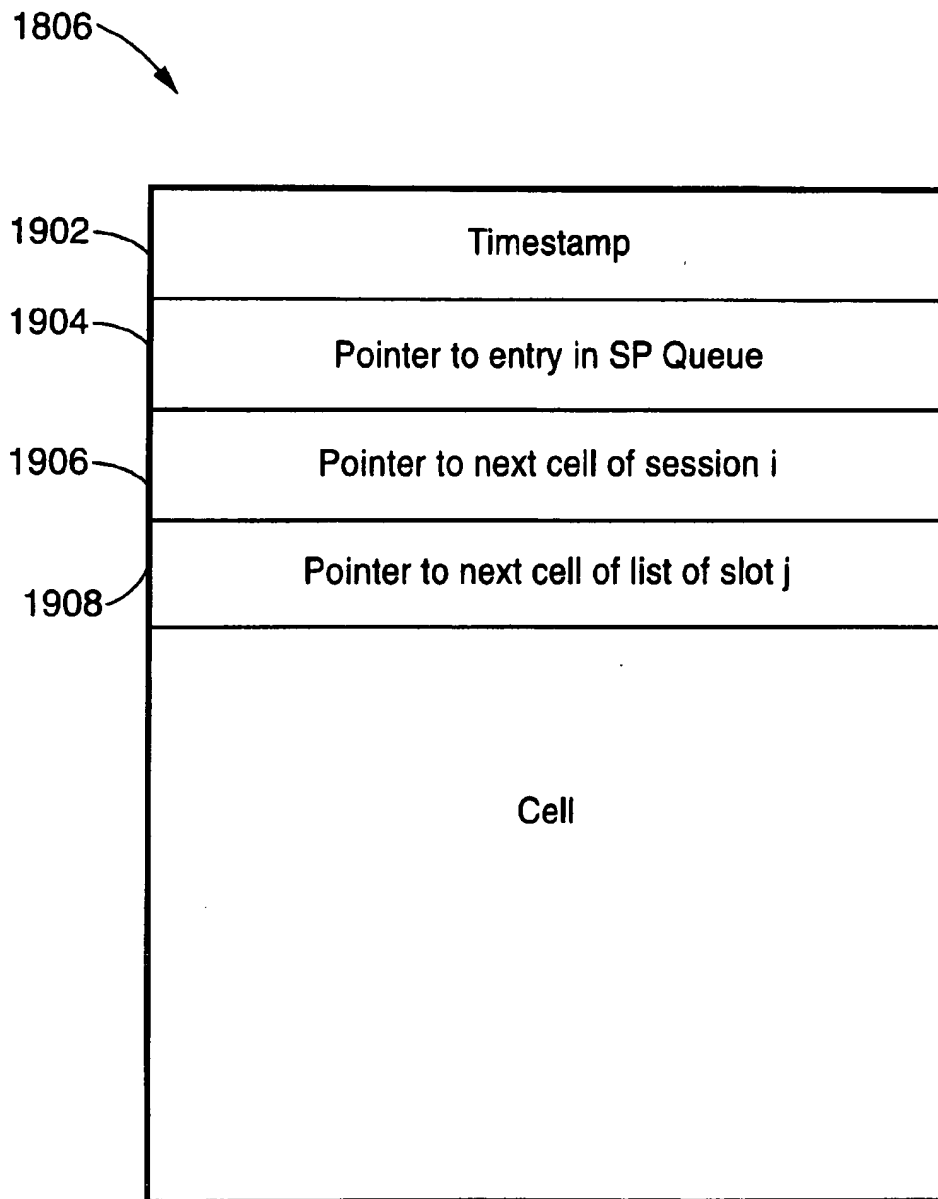 1806
1902
Timestamp
1904
Pointer to entry in SP Queue
1906
Pointer to next cell of session i
Pointer to next cell of list of slot j
1908
Cell